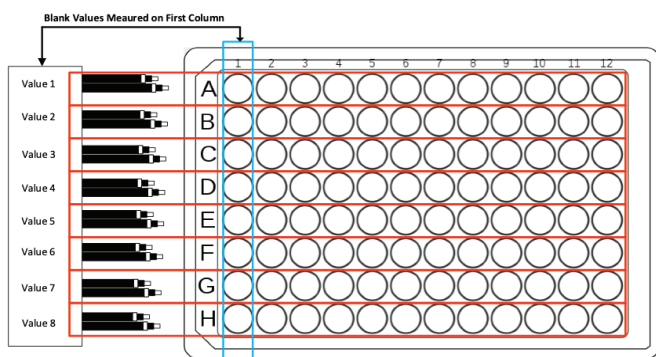 Blank Values Meaured on First Column
1 2 3 4 5 6 7 8 9 10 11 12
Value 1 A
Value 2 B
Value 3 C
Value 4 D
Value 5 E
Value 6 F
Value 7 G
Value 8 H